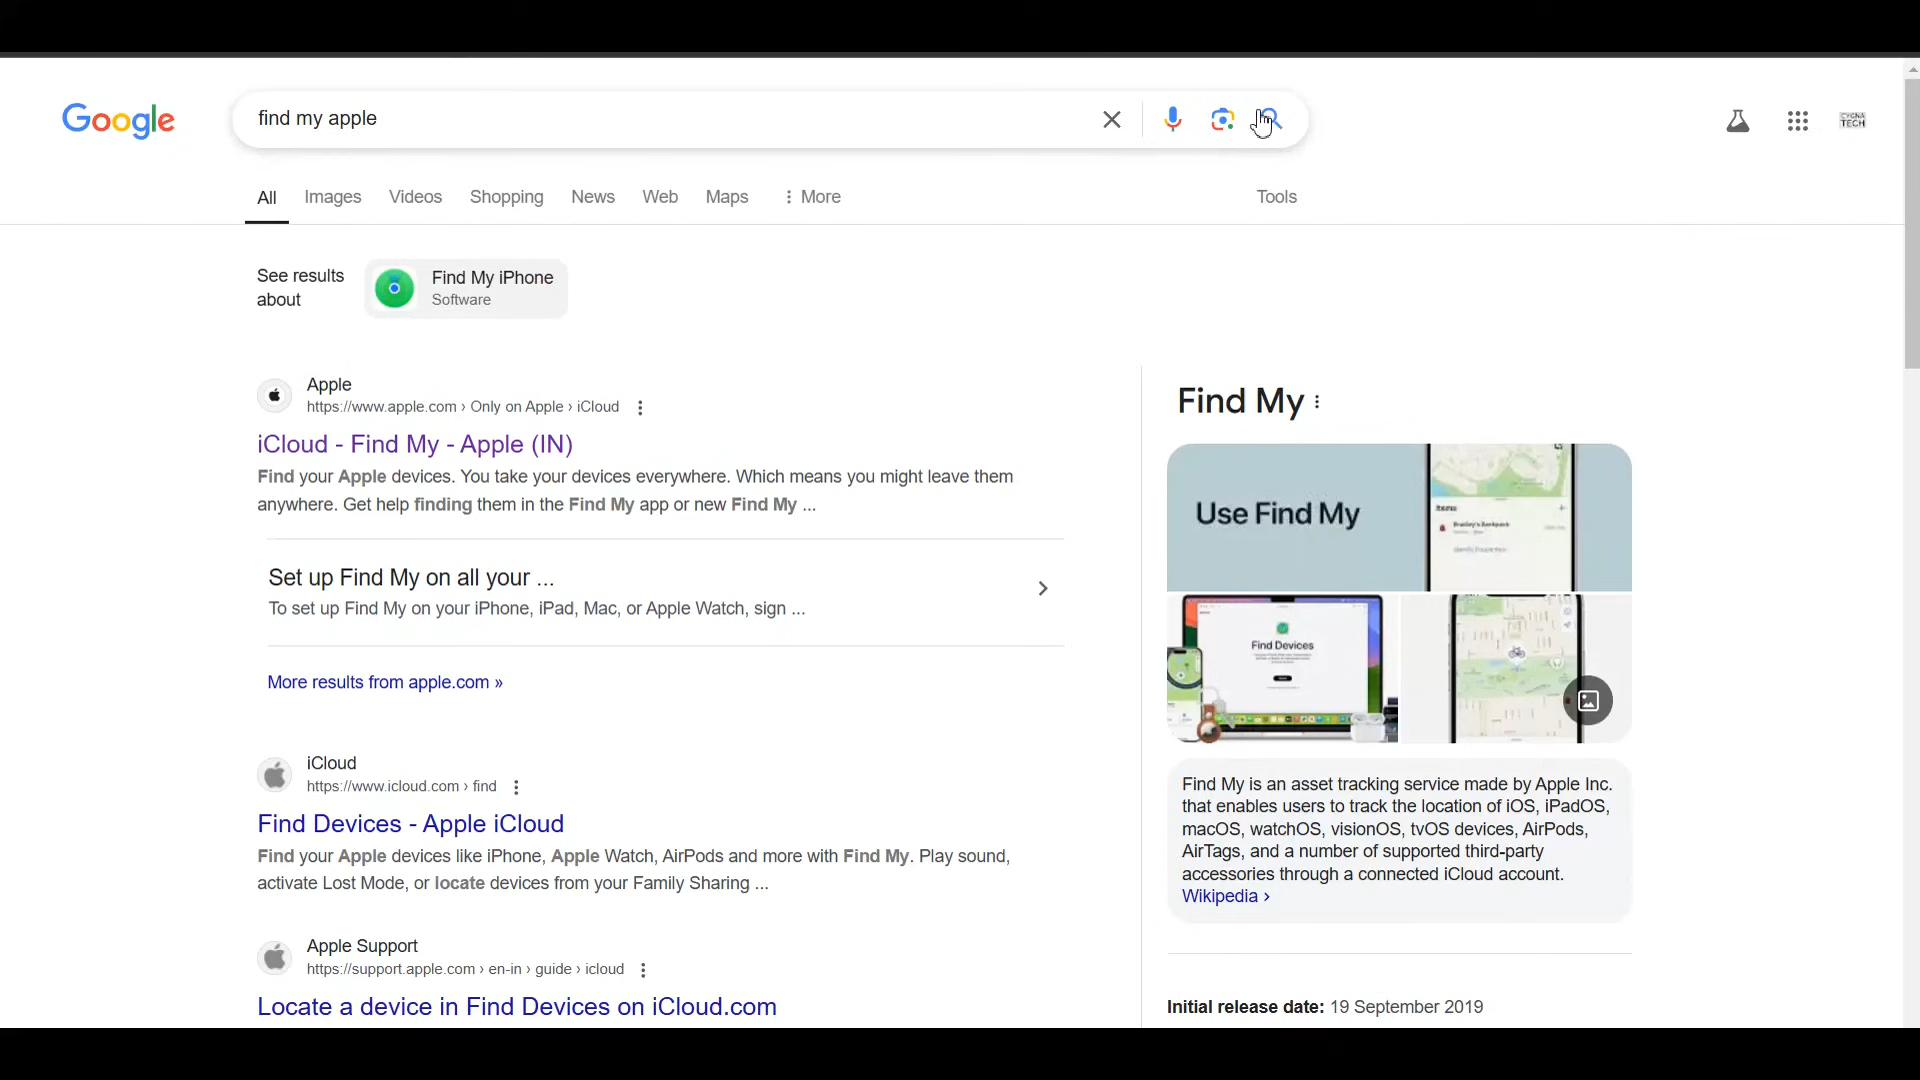 Google
find my apple
CYGNA
TECH
All
Images
Videos
Shopping
News
Web
Maps
More
Tools
See results
about
Find My iPhone
Software
Apple
https://www.apple.com › Only on Apple › iCloud
iCloud - Find My - Apple (IN)
Find your Apple devices. You take your devices everywhere. Which means you might leave them
anywhere. Get help finding them in the Find My app or new Find My ...
Set up Find My on all your ...
To set up Find My on your iPhone, iPad, Mac, or Apple Watch, sign ...
More results from apple.com »
iCloud
https://www.icloud.com › find
Find Devices - Apple iCloud
Find your Apple devices like iPhone, Apple Watch, AirPods and more with Find My. Play sound,
activate Lost Mode, or locate devices from your Family Sharing ...
Apple Support
https://support.apple.com › en-in › guide › icloud
Locate a device in Find Devices on iCloud.com
Find My
Use Find My
Items
Find Devices
Find My is an asset tracking service made by Apple Inc.
that enables users to track the location of iOS, iPadOS,
macOS, watchOS, visionOS, tvOS devices, AirPods,
AirTags, and a number of supported third-party
accessories through a connected iCloud account.
Wikipedia ›
Initial release date: 19 September 2019